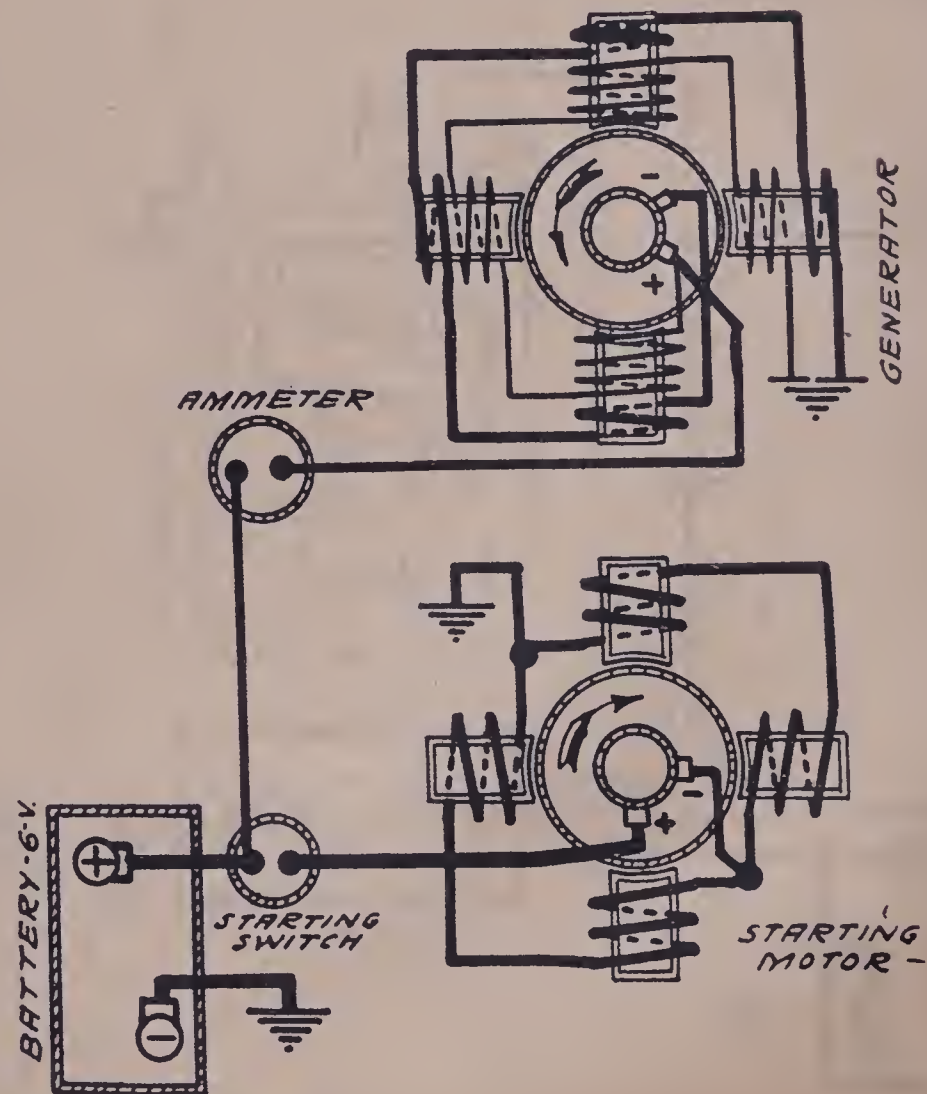 GENERATOR
-
+
AMMETER
BATTERY-6-V.
+
-
STARTING
SWITCH
-
+
STARTING
MOTOR -